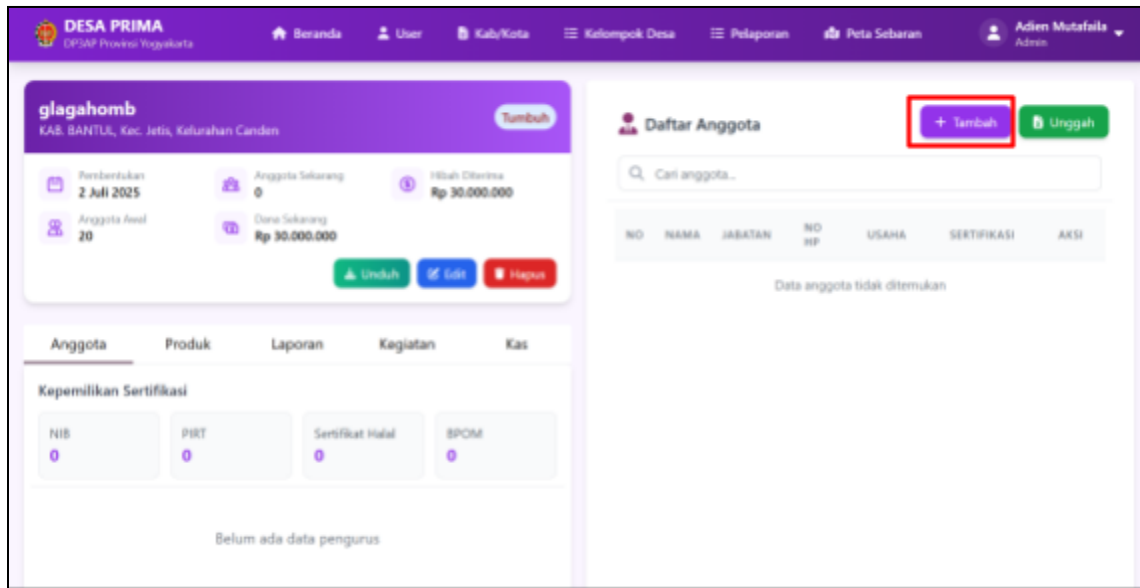 DESA PRIMA
DP3AP Provinsi Yogyakarta
Beranda
User
Kab/Kota
Kelompok Desa
Pelaporan
Peta Sebaran
Adien Mutafaila
Admin
glagahomb
KAB. BANTUL, Kec. Jetis, Kelurahan Canden
Tumbuh
Pembentukan
2 Juli 2025
Anggota Sekarang
0
Hibah Diterima
Rp 30.000.000
Anggota Awal
20
Dana Sekarang
Rp 30.000.000
Unduh
Edit
Hapus
Anggota
Produk
Laporan
Kegiatan
Kas
Kepemilikan Sertifikasi
NIB
0
PIRT
0
Sertifikat Halal
0
BPOM
0
Belum ada data pengurus
Daftar Anggota
+ Tambah
Unggah
Cari anggota...
NO NAMA JABATAN NO HP USAHA SERTIFIKASI AKSI
Data anggota tidak ditemukan